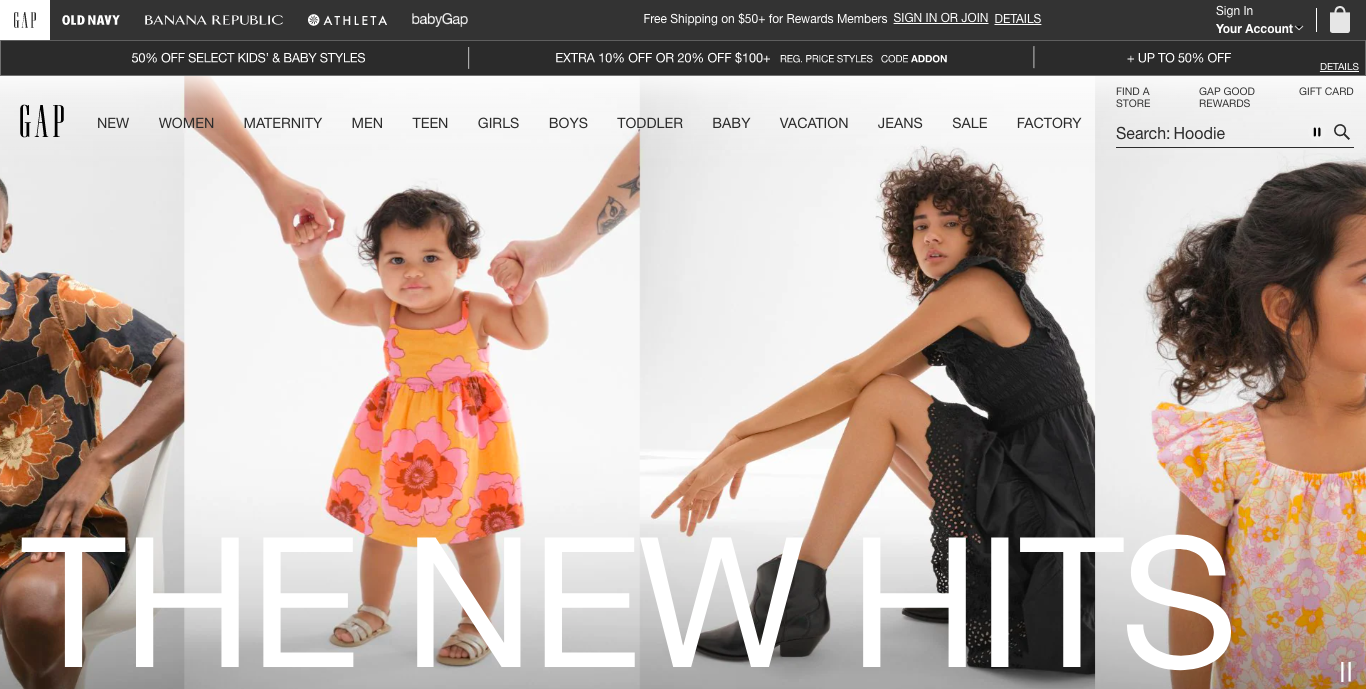 GAP OLD NAVY BANANA REPUBLIC ATHLETA babyGap
Free Shipping on $50+ for Rewards Members SIGN IN OR JOIN DETAILS
Sign In
Your Account
50% OFF SELECT KIDS' & BABY STYLES
EXTRA 10% OFF OR 20% OFF $100+ REG. PRICE STYLES CODE ADDON
+ UP TO 50% OFF
DETAILS
FIND A
STORE
GAP GOOD
REWARDS
GIFT CARD
GAP NEW WOMEN MATERNITY MEN TEEN GIRLS BOYS TODDLER BABY VACATION JEANS SALE FACTORY
Search: Hoodie
THE NEW HITS